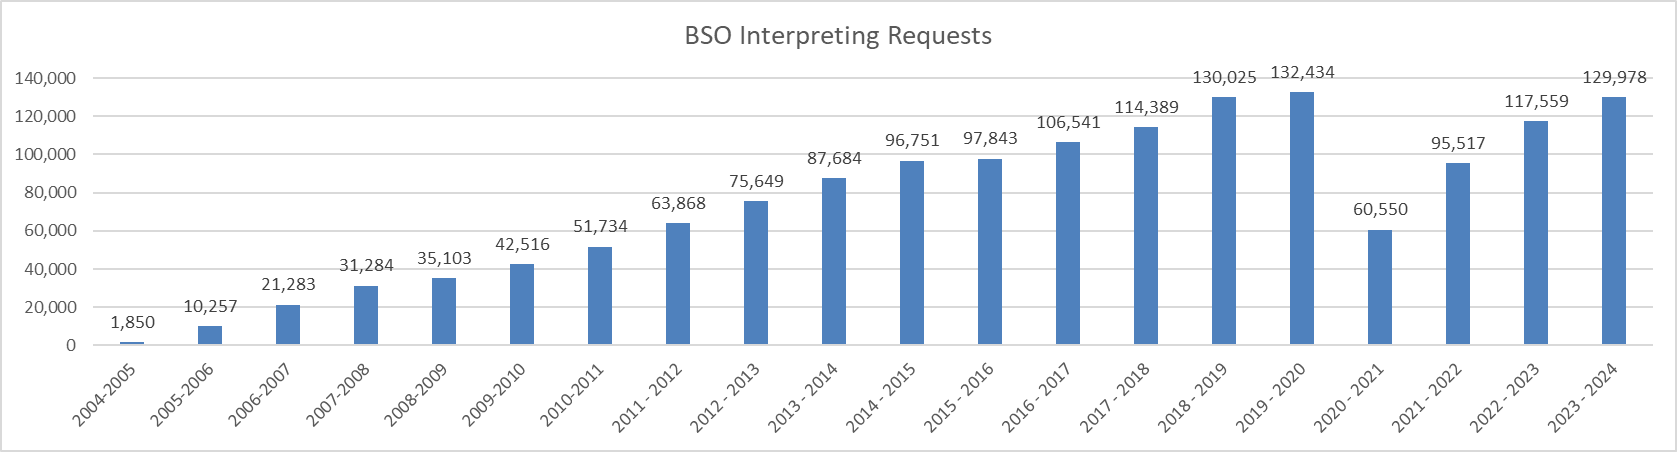 BSO Interpreting Requests
140,000
120,000
100,000
80,000
60,000
40,000
20,000
0
1,850
10,257
21,283
31,284
35,103
42,516
51,734
63,868
75,649
87,684
96,751
97,843
106,541
114,389
130,025
132,434
60,550
95,517
117,559
129,978
2004-2005
2005-2006
2006-2007
2007-2008
2008-2009
2009-2010
2010-2011
2011 - 2012
2012 - 2013
2013 - 2014
2014 - 2015
2015 - 2016
2016 - 2017
2017 - 2018
2018 - 2019
2019 - 2020
2020 - 2021
2021 - 2022
2022 - 2023
2023 - 2024